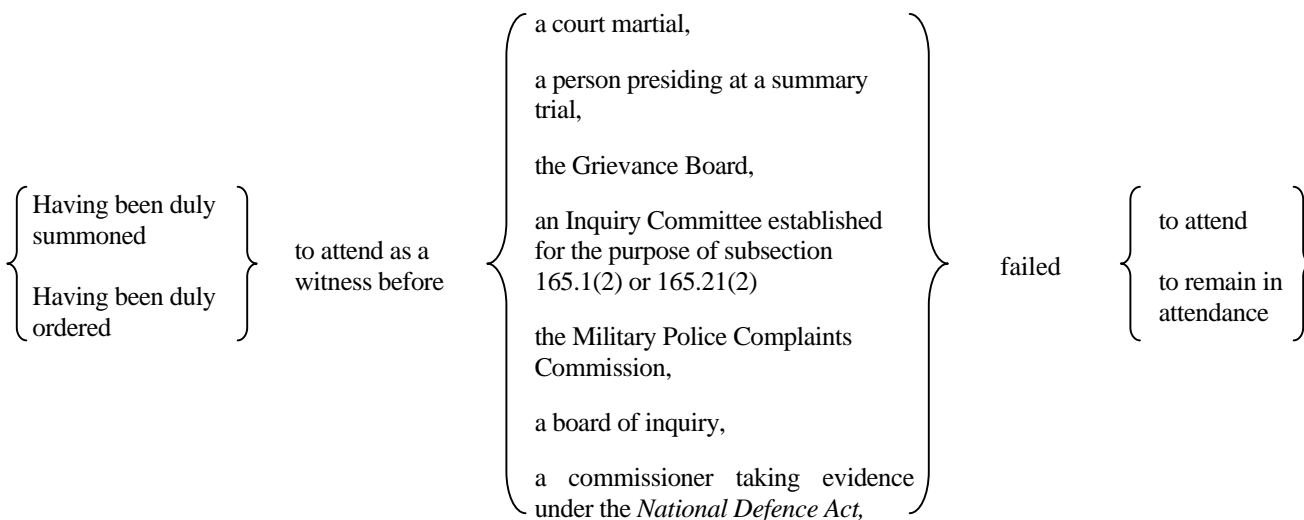 Having been duly
summoned
Having been duly
ordered
to attend as a
witness before
a court martial,
a person presiding at a summary
trial,
the Grievance Board,
an Inquiry Committee established
for the purpose of subsection
165.1(2) or 165.21(2)
the Military Police Complaints
Commission,
a board of inquiry,
a commissioner taking evidence
under the National Defence Act,
failed
to attend
to remain in
attendance